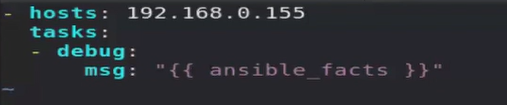 - hosts: 192.168.0.155
  tasks:
  - debug:
      msg: "{{ ansible_facts }}"
~